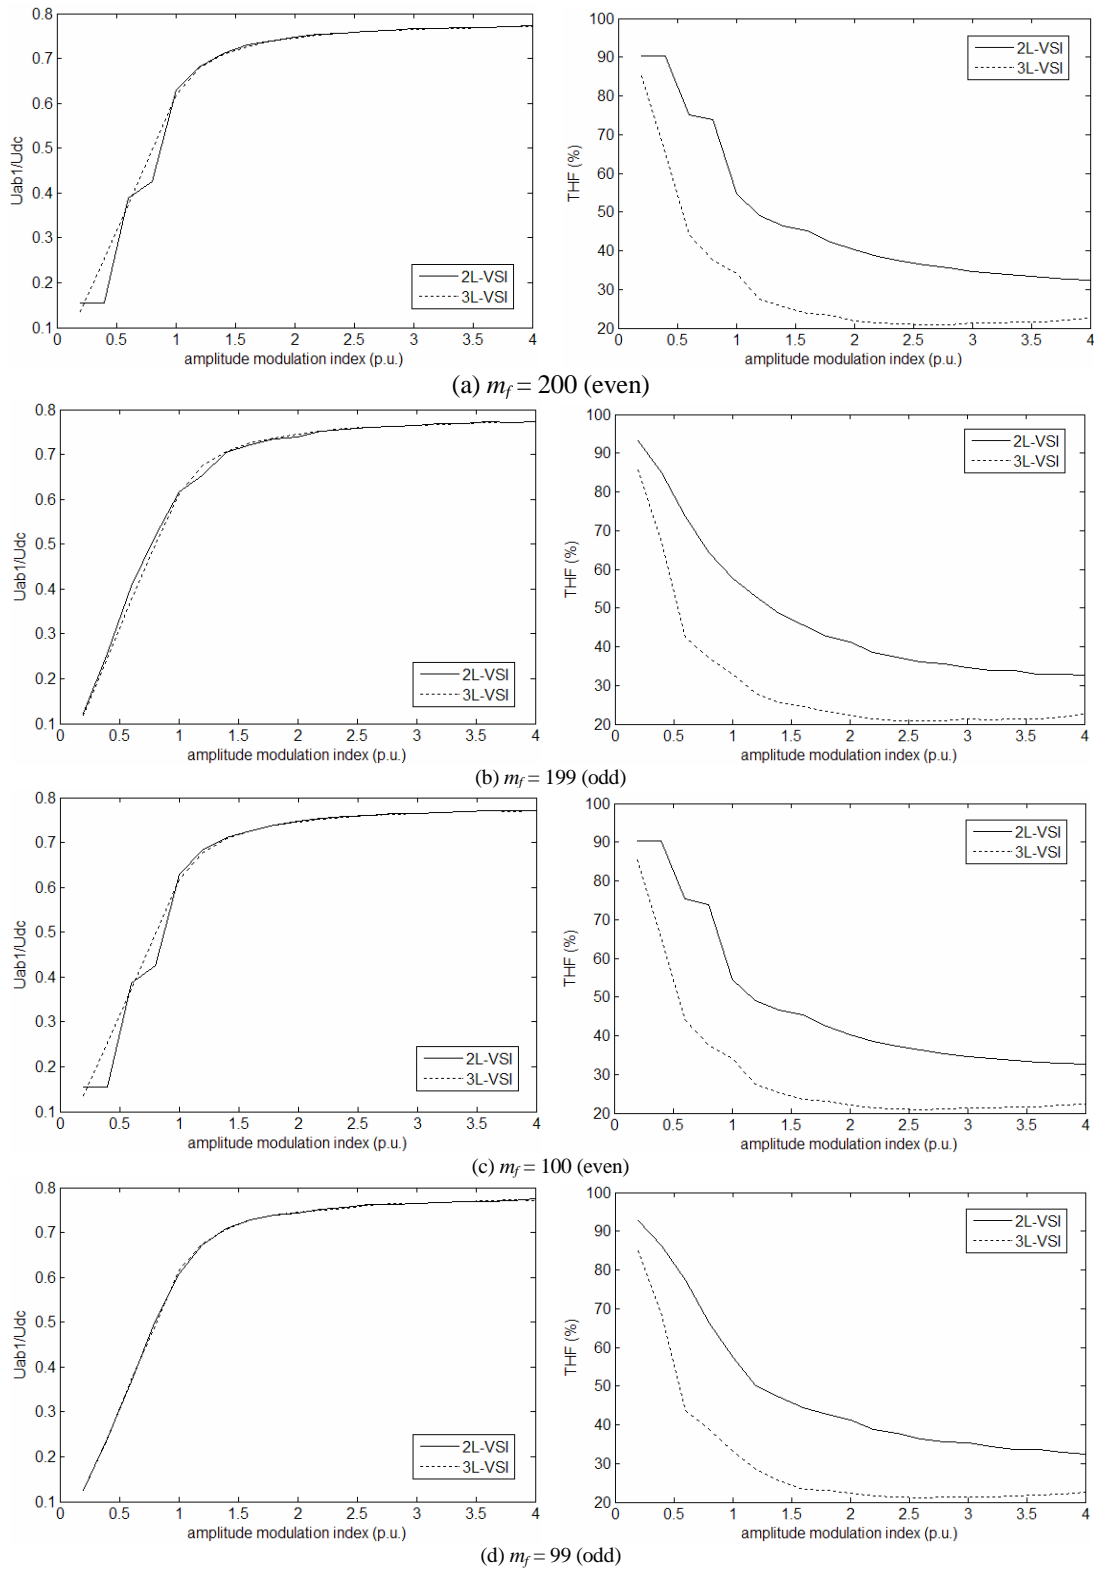 0.8
0.7
0.6
0.5
0.4
0.3
0.2
0.1
Uab1/Udc
0 0.5 1 1.5 2 2.5 3 3.5 4
amplitude modulation index (p.u.)
2L-VSI
3L-VSI
100
90
80
70
60
50
40
30
20
THF (%)
0 0.5 1 1.5 2 2.5 3 3.5 4
amplitude modulation index (p.u.)
2L-VSI
3L-VSI
(a) mf = 200 (even)
0.8
0.7
0.6
0.5
0.4
0.3
0.2
0.1
Uab1/Udc
0 0.5 1 1.5 2 2.5 3 3.5 4
amplitude modulation index (p.u.)
2L-VSI
3L-VSI
100
90
80
70
60
50
40
30
20
THF (%)
0 0.5 1 1.5 2 2.5 3 3.5 4
amplitude modulation index (p.u.)
2L-VSI
3L-VSI
(b) mf = 199 (odd)
0.8
0.7
0.6
0.5
0.4
0.3
0.2
0.1
Uab1/Udc
0 0.5 1 1.5 2 2.5 3 3.5 4
amplitude modulation index (p.u.)
2L-VSI
3L-VSI
100
90
80
70
60
50
40
30
20
THF (%)
0 0.5 1 1.5 2 2.5 3 3.5 4
amplitude modulation index (p.u.)
2L-VSI
3L-VSI
(c) mf = 100 (even)
0.8
0.7
0.6
0.5
0.4
0.3
0.2
0.1
Uab1/Udc
0 0.5 1 1.5 2 2.5 3 3.5 4
amplitude modulation index (p.u.)
2L-VSI
3L-VSI
100
90
80
70
60
50
40
30
20
THF (%)
0 0.5 1 1.5 2 2.5 3 3.5 4
amplitude modulation index (p.u.)
2L-VSI
3L-VSI
(d) mf = 99 (odd)